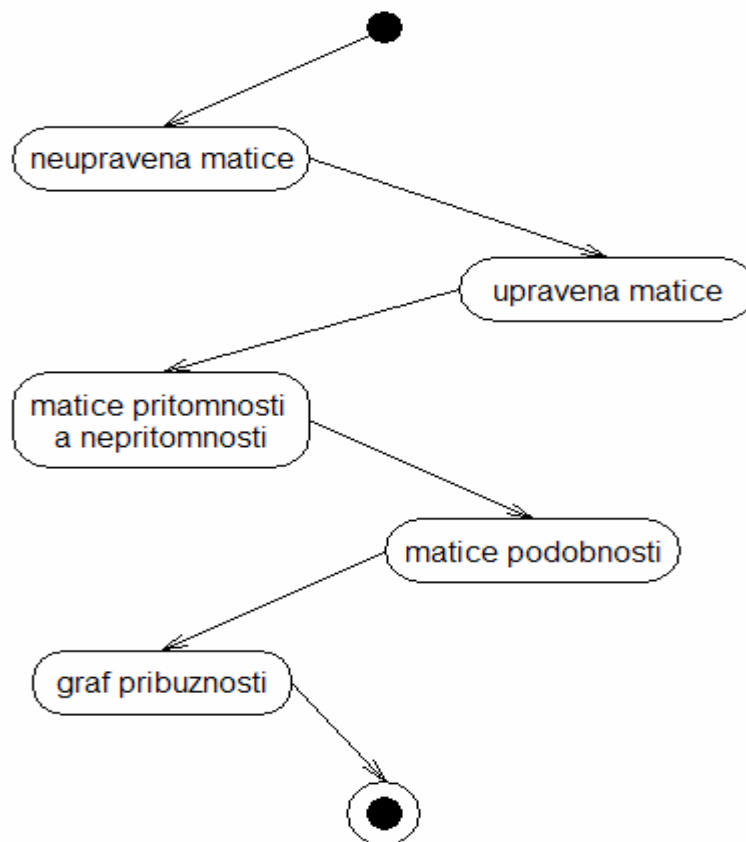 neupravena matice
upravena matice
matice pritomnosti
a nepritomnosti
matice podobnosti
graf pribuznosti